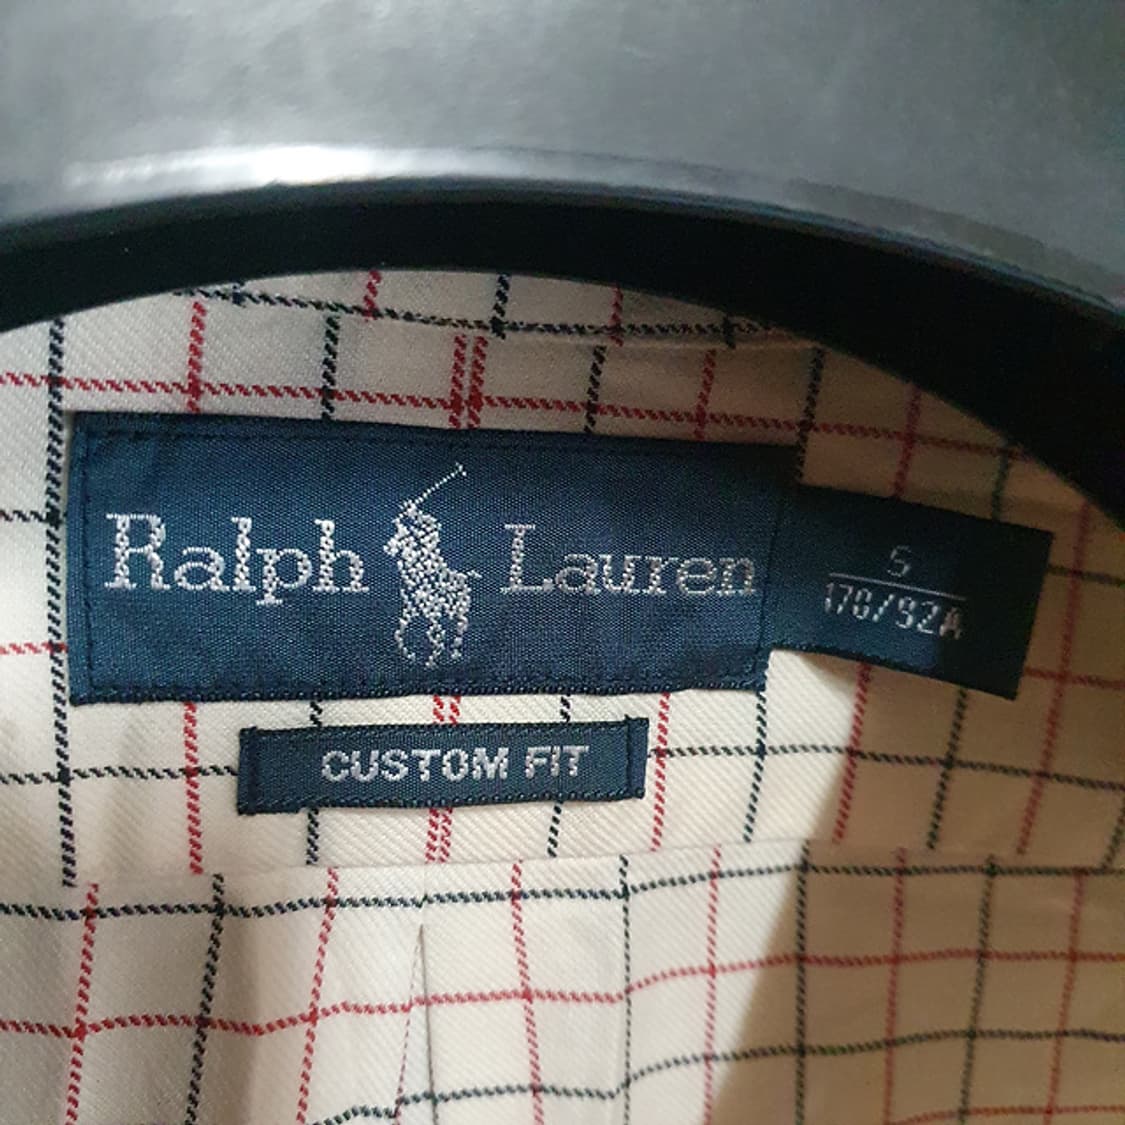 Ralph Lauren
S
170/92A
CUSTOM FIT